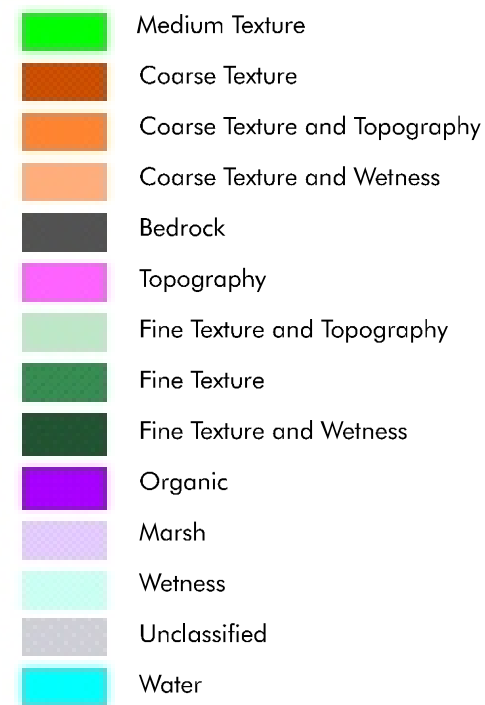 Medium Texture
Coarse Texture
Coarse Texture and Topography
Coarse Texture and Wetness
Bedrock
Topography
Fine Texture and Topography
Fine Texture
Fine Texture and Wetness
Organic
Marsh
Wetness
Unclassified
Water